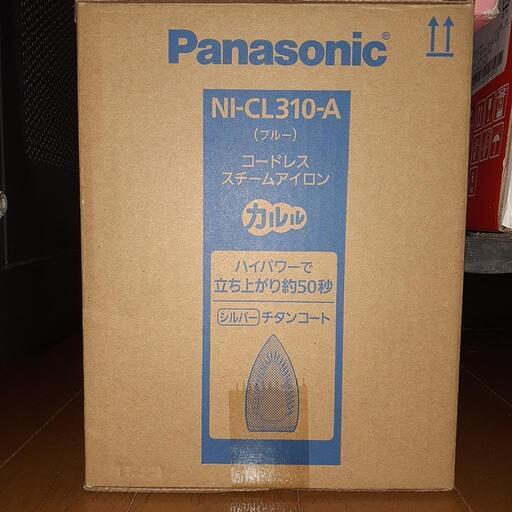 Panasonic®
NI-CL310-A
(ブルー)
コードレス
スチームアイロン
カルル
ハイパワーで
立ち上がり約50秒
シルバー チタンコート